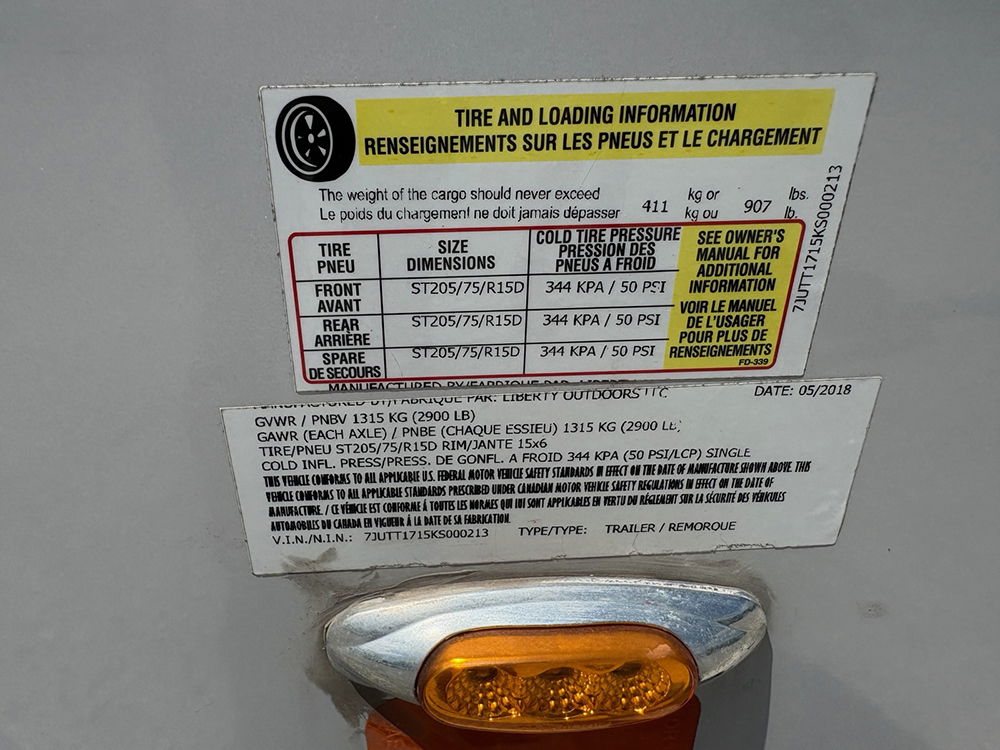 TIRE AND LOADING INFORMATION
RENSEIGNEMENTS SUR LES PNEUS ET LE CHARGEMENT
The weight of the cargo should never exceed 411 kg or 907 lbs.
Le poids du chargement ne doit jamais dépasser kg ou lb.
TIRE PNEU
SIZE DIMENSIONS
COLD TIRE PRESSURE PRESSION DES PNEUS A FROID
FRONT AVANT ST205/75/R15D 344 KPA / 50 PSI
REAR ARRIÈRE ST205/75/R15D 344 KPA / 50 PSI
SPARE DE SECOURS ST205/75/R15D 344 KPA / 50 PSI
SEE OWNER'S
MANUAL FOR
ADDITIONAL
INFORMATION
VOIR LE MANUEL
DE L'USAGER
POUR PLUS DE
RENSEIGNEMENTS
FD-339
7JUTT1715KS000213
MANUFACTURED BY/FABRIQUE PAR: LIBERTY
MANUFACTURED BY/FABRIQUE PAR: LIBERTY OUTDOORS LLC DATE: 05/2018
GVWR / PNBV 1315 KG (2900 LB)
GAWR (EACH AXLE) / PNBE (CHAQUE ESSIEU) 1315 KG (2900 LB)
TIRE/PNEU ST205/75/R15D RIM/JANTE 15x6
COLD INFL. PRESS/PRESS. DE GONFL. A FROID 344 KPA (50 PSI/LCP) SINGLE
THIS VEHICLE CONFORMS TO ALL APPLICABLE U.S. FEDERAL MOTOR VEHICLE SAFETY STANDARDS IN EFFECT ON THE DATE OF MANUFACTURE SHOWN ABOVE. THIS
VEHICLE CONFORMS TO ALL APPLICABLE STANDARDS PRESCRIBED UNDER CANADIAN MOTOR VEHICLE SAFETY REGULATIONS IN EFFECT ON THE DATE OF
MANUFACTURE. / CE VÉHICLE EST CONFORME À TOUTES LES NORMES QUI LUI SONT APPLICABLES EN VERTU DU RÈGLEMENT SUR LA SÉCURITÉ DES VÉHICULES
AUTOMOBILES DU CANADA EN VIGUEUR À LA DATE DE SA FABRICATION.
V.I.N./N.I.N.: 7JUTT1715KS000213 TYPE/TYPE: TRAILER / REMORQUE